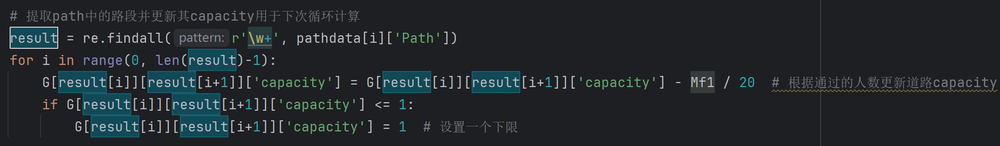 # 提取path中的路段并更新其capacity用于下次循环计算
result = re.findall( pattern: r'\w+', pathdata[i]['Path'])
for i in range(0, len(result)-1):
    G[result[i]][result[i+1]]['capacity'] = G[result[i]][result[i+1]]['capacity'] - Mf1 / 20  # 根据通过的人数更新道路capacity
    if G[result[i]][result[i+1]]['capacity'] <= 1:
        G[result[i]][result[i+1]]['capacity'] = 1  # 设置一个下限